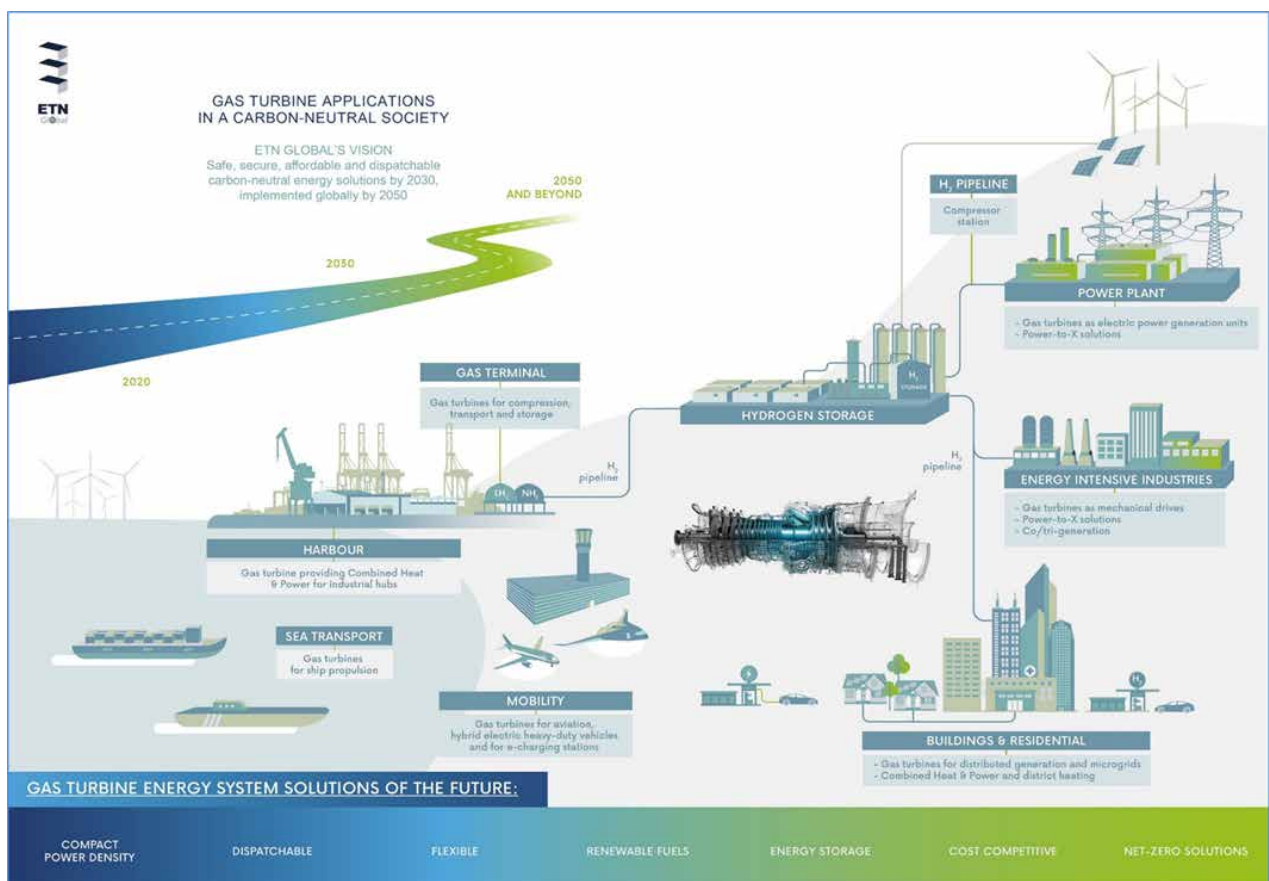 ETN
Global
GAS TURBINE APPLICATIONS
IN A CARBON-NEUTRAL SOCIETY
ETN GLOBAL'S VISION
Safe, secure, affordable and dispatchable
carbon-neutral energy solutions by 2030,
implemented globally by 2050
2050
AND BEYOND
2030
2020
H₂ PIPELINE
Compressor
station
POWER PLANT
- Gas turbines as electric power generation units
- Power-to-X solutions
GAS TERMINAL
Gas turbines for compression,
transport and storage
H₂
STORAGE
HYDROGEN STORAGE
H₂
pipeline
LH₂
NH₃
H₂
pipeline
ENERGY INTENSIVE INDUSTRIES
- Gas turbines as mechanical drives
- Power-to-X solutions
- Co/tri-generation
HARBOUR
Gas turbine providing Combined Heat
& Power for industrial hubs
SEA TRANSPORT
Gas turbines
for ship propulsion
MOBILITY
Gas turbines for aviation,
hybrid electric heavy-duty vehicles
and for e-charging stations
H₂
BUILDINGS & RESIDENTIAL
- Gas turbines for distributed generation and microgrids
- Combined Heat & Power and district heating
GAS TURBINE ENERGY SYSTEM SOLUTIONS OF THE FUTURE:
COMPACT
POWER DENSITY
DISPATCHABLE
FLEXIBLE
RENEWABLE FUELS
ENERGY STORAGE
COST COMPETITIVE
NET-ZERO SOLUTIONS